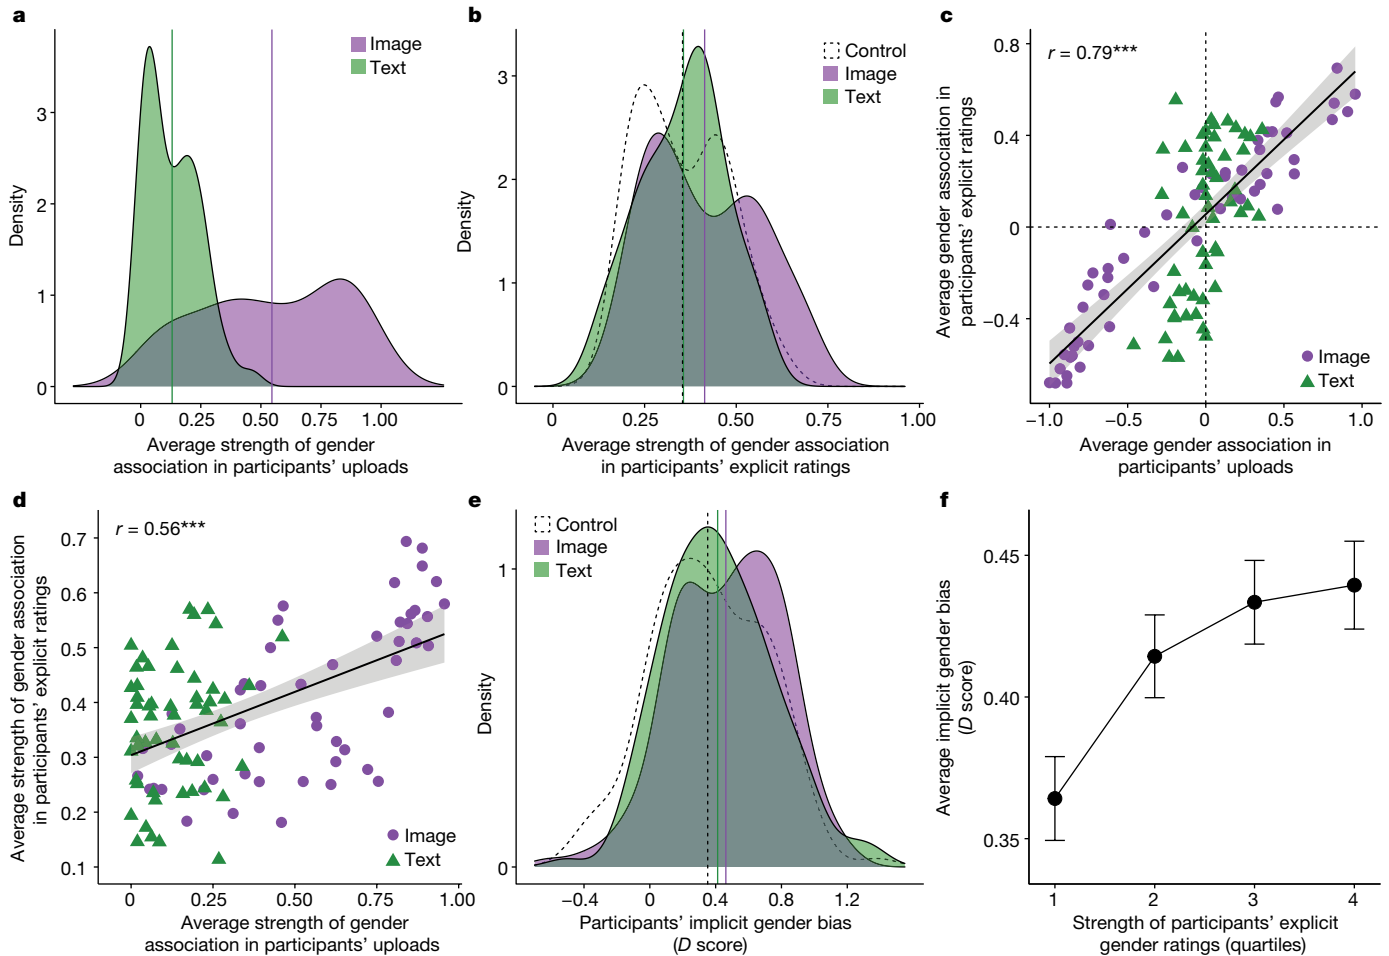 a
Image
Text
Density
3
2
1
0
0
0.25
0.50
0.75
1.00
Average strength of gender
association in participants’ uploads
b
Control
Image
Text
Density
3
2
1
0
0
0.25
0.50
0.75
1.00
Average strength of gender association
in participants’ explicit ratings
c
r = 0.79***
Average gender association in
participants’ explicit ratings
0.8
0.4
0
−0.4
Image
Text
−1.0
−0.5
0
0.5
1.0
Average gender association in
participants’ uploads
d
r = 0.56***
Average strength of gender association
in participants’ explicit ratings
0.7
0.6
0.5
0.4
0.3
0.2
0.1
Image
Text
0
0.25
0.50
0.75
1.00
Average strength of gender
association in participants’ uploads
e
Control
Image
Text
Density
1
0
−0.4
0
0.4
0.8
1.2
Participants’ implicit gender bias
(D score)
f
Average implicit gender bias
(D score)
0.45
0.40
0.35
1
2
3
4
Strength of participants’ explicit
gender ratings (quartiles)